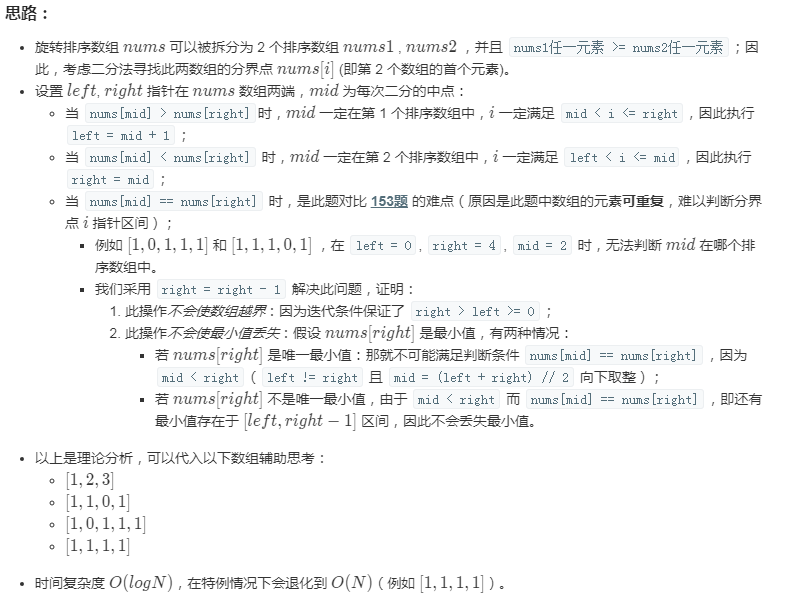 思路：
旋转排序数组 nums 可以被拆分为 2 个排序数组 nums1 , nums2 ，并且 nums1任一元素 >= nums2任一元素 ；因
此，考虑二分法寻找此两数组的分界点 nums[i] (即第 2 个数组的首个元素)。
设置 left, right 指针在 nums 数组两端，mid 为每次二分的中点：
当 nums[mid] > nums[right] 时，mid 一定在第 1 个排序数组中，i 一定满足 mid < i <= right ，因此执行
left = mid + 1 ；
当 nums[mid] < nums[right] 时，mid 一定在第 2 个排序数组中，i 一定满足 left < i <= mid ，因此执行
right = mid ；
当 nums[mid] == nums[right] 时，是此题对比 153题 的难点（原因是此题中数组的元素可重复，难以判断分界
点 i 指针区间）；
例如 [1, 0, 1, 1, 1] 和 [1, 1, 1, 0, 1] ，在 left = 0 , right = 4 , mid = 2 时，无法判断 mid 在哪个排
序数组中。
我们采用 right = right - 1 解决此问题，证明：
1. 此操作不会使数组越界：因为迭代条件保证了 right > left >= 0 ；
2. 此操作不会使最小值丢失：假设 nums[right] 是最小值，有两种情况：
若 nums[right] 是唯一最小值：那就不可能满足判断条件 nums[mid] == nums[right] ，因为
mid < right （ left != right 且 mid = (left + right) // 2 向下取整）；
若 nums[right] 不是唯一最小值，由于 mid < right 而 nums[mid] == nums[right] ，即还有
最小值存在于 [left, right − 1] 区间，因此不会丢失最小值。
以上是理论分析，可以代入以下数组辅助思考：
[1, 2, 3]
[1, 1, 0, 1]
[1, 0, 1, 1, 1]
[1, 1, 1, 1]
时间复杂度 O(logN)，在特例情况下会退化到 O(N)（例如 [1, 1, 1, 1]）。